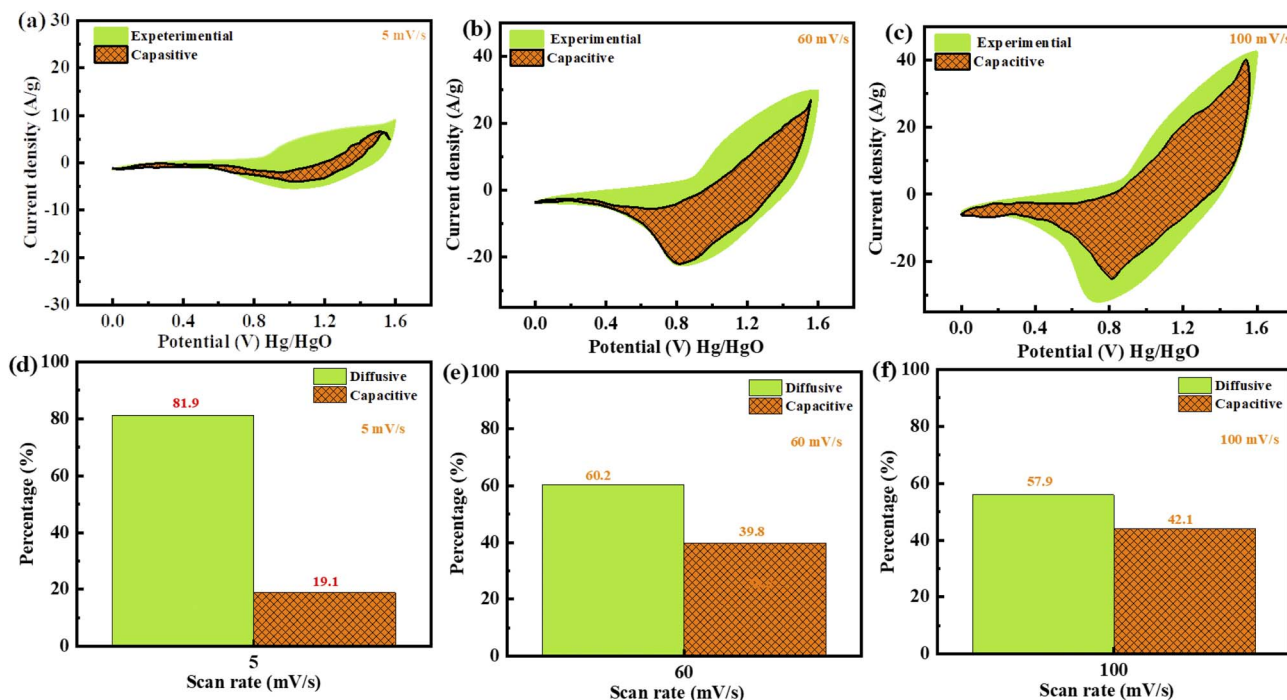 (a)
30
20
10
0
-10
-20
-30
Current density (A/g)
Expeterimential
Capasitive
5 mV/s
0.0 0.4 0.8 1.2 1.6
Potential (V) Hg/HgO
(b)
40
20
0
-20
Current density (A/g)
Experimential
Capacitive
60 mV/s
0.0 0.4 0.8 1.2 1.6
Potential (V) Hg/HgO
(c)
40
20
0
-20
Current density (A/g)
Experimential
Capacitive
100 mV/s
0.0 0.4 0.8 1.2 1.6
Potential (V) Hg/HgO
(d)
100
80
60
40
20
0
Percentage (%)
Diffusive
Capacitive
5 mV/s
81.9
19.1
5
Scan rate (mV/s)
(e)
100
80
60
40
20
0
Percentage (%)
Diffusive
Capacitive
60 mV/s
60.2
39.8
60
Scan rate (mV/s)
(f)
100
80
60
40
20
0
Percentage (%)
Diffusive
Capacitive
100 mV/s
57.9
42.1
100
Scan rate (mV/s)